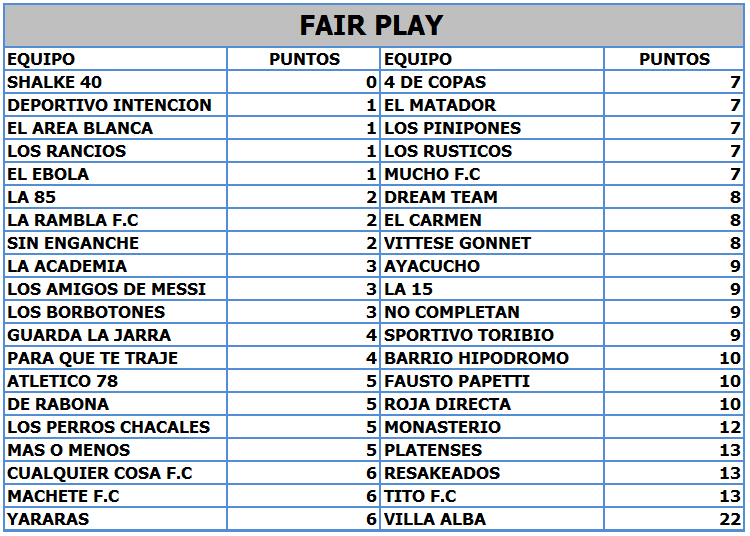 FAIR PLAY
EQUIPO PUNTOS EQUIPO PUNTOS
SHALKE 40 0 4 DE COPAS 7
DEPORTIVO INTENCION 1 EL MATADOR 7
EL AREA BLANCA 1 LOS PINIPONES 7
LOS RANCIOS 1 LOS RUSTICOS 7
EL EBOLA 1 MUCHO F.C 7
LA 85 2 DREAM TEAM 8
LA RAMBLA F.C 2 EL CARMEN 8
SIN ENGANCHE 2 VITTESE GONNET 8
LA ACADEMIA 3 AYACUCHO 9
LOS AMIGOS DE MESSI 3 LA 15 9
LOS BORBOTONES 3 NO COMPLETAN 9
GUARDA LA JARRA 4 SPORTIVO TORIBIO 9
PARA QUE TE TRAJE 4 BARRIO HIPODROMO 10
ATLETICO 78 5 FAUSTO PAPETTI 10
DE RABONA 5 ROJA DIRECTA 10
LOS PERROS CHACALES 5 MONASTERIO 12
MAS O MENOS 5 PLATENSES 13
CUALQUIER COSA F.C 6 RESAKEADOS 13
MACHETE F.C 6 TITO F.C 13
YARARAS 6 VILLA ALBA 22